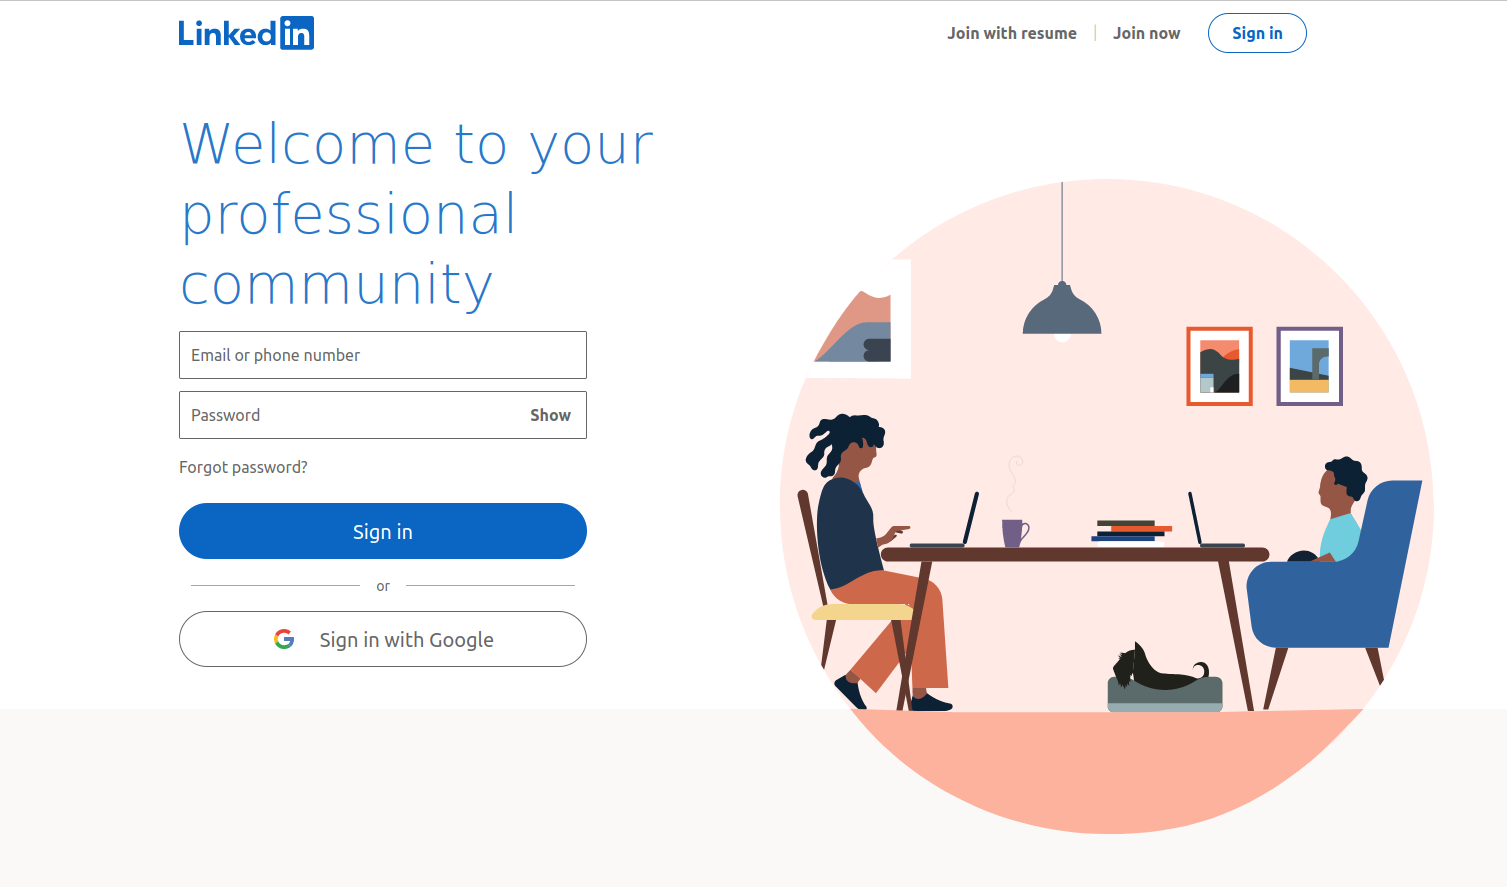 Linkedin
Join with resume
Join now
Sign in
Welcome to your
professional
community
Email or phone number
Password
Show
Forgot password?
Sign in
or
Sign in with Google